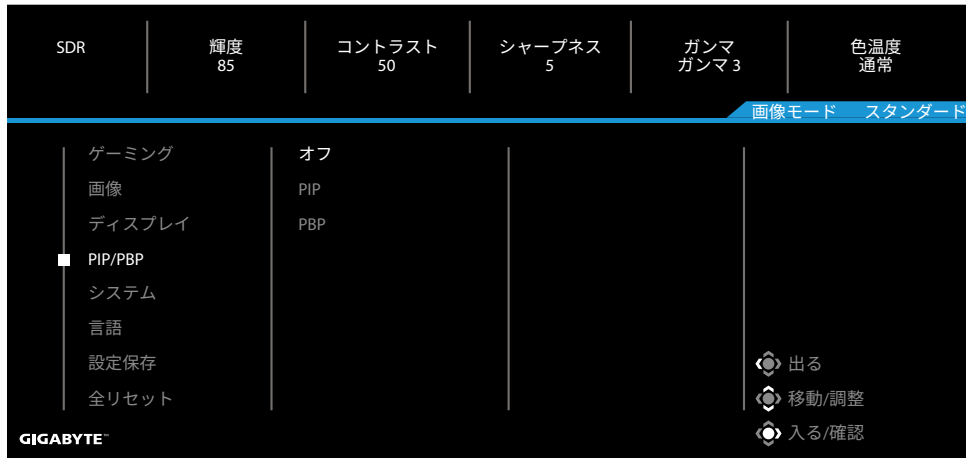 SDR
輝度
85
コントラスト
50
シャープネス
5
ガンマ
ガンマ 3
色温度
通常
画像モード スタンダード
ゲーミング
画像
ディスプレイ
PIP/PBP
システム
言語
設定保存
全リセット
オフ
PIP
PBP
出る
移動/調整
入る/確認
GIGABYTE™